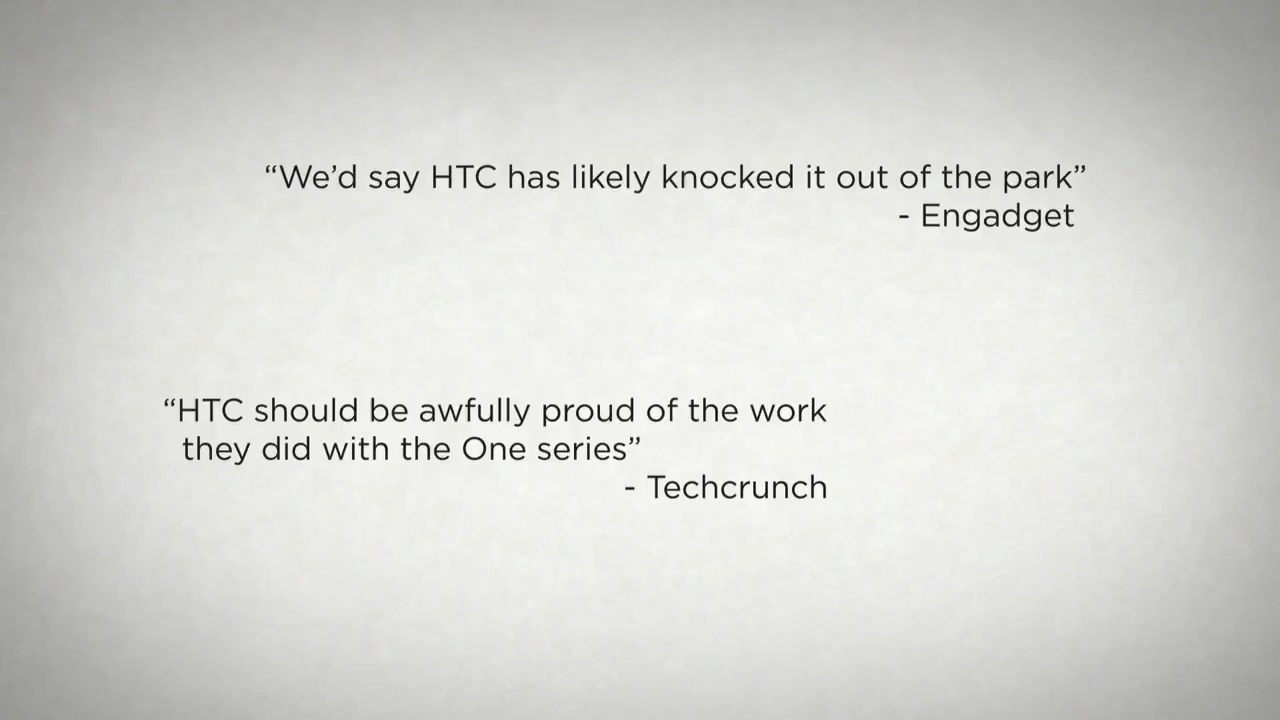 “We’d say HTC has likely knocked it out of the park”
- Engadget
“HTC should be awfully proud of the work
they did with the One series”
- Techcrunch